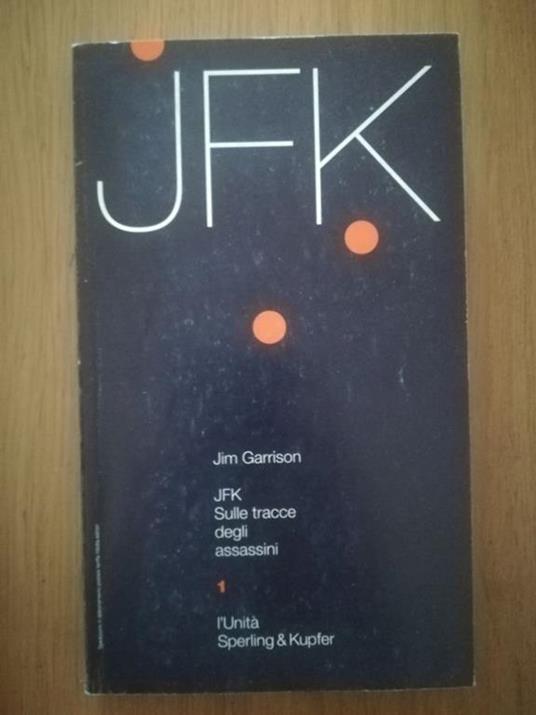 JFK
Jim Garrison
JFK
Sulle tracce
degli
assassini
1
l'Unità
Sperling & Kupfer